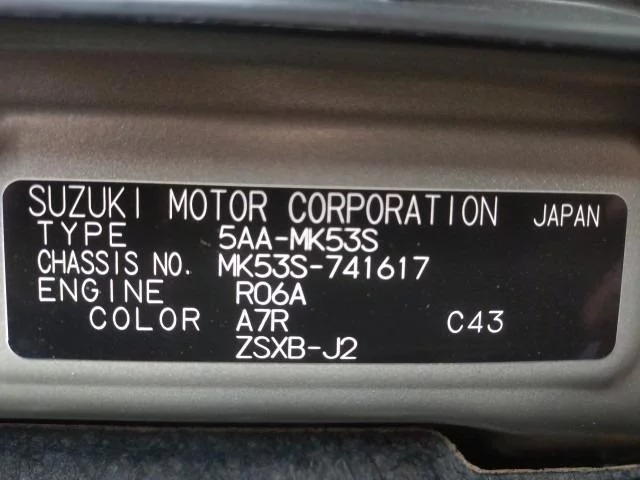 SUZUKI MOTOR CORPORATION JAPAN
TYPE 5AA-MK53S
CHASSIS NO. MK53S-741617
ENGINE R06A
COLOR A7R C43
ZSXB-J2